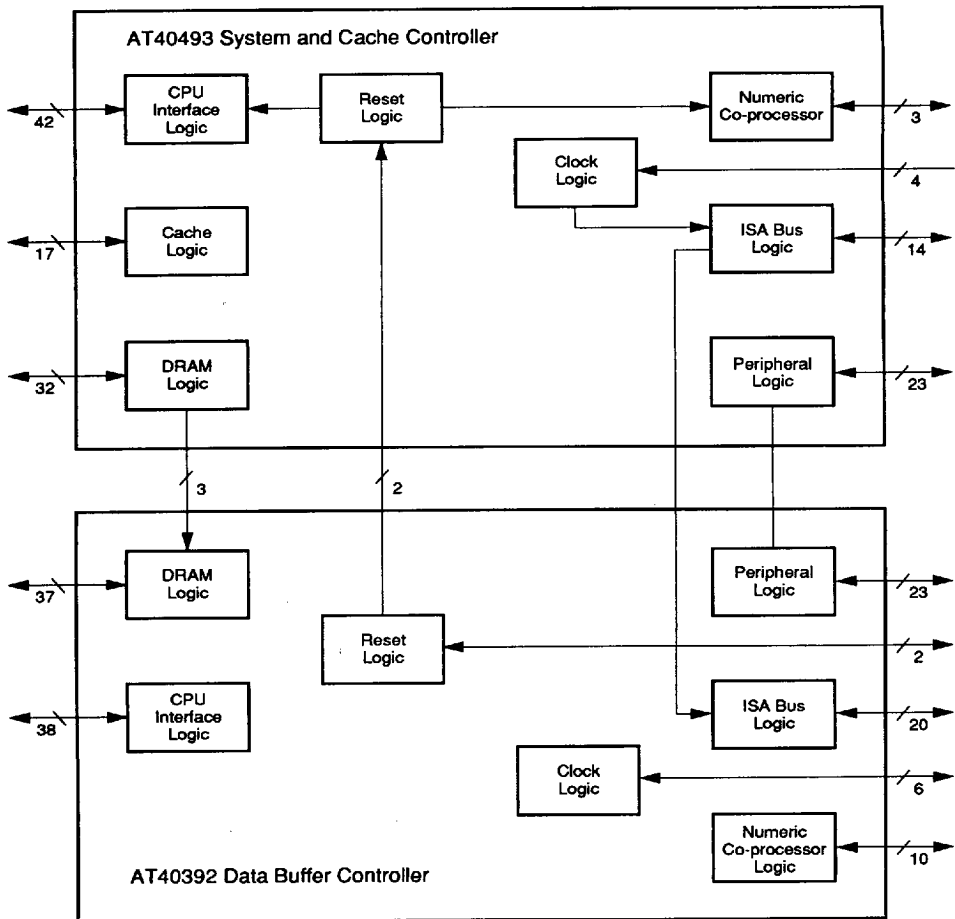 AT40493 System and Cache Controller
CPU
Interface
Logic
42
Reset
Logic
Numeric
Co-processor
3
Clock
Logic
4
Cache
Logic
17
ISA Bus
Logic
14
DRAM
Logic
32
Peripheral
Logic
23
3
2
DRAM
Logic
37
Peripheral
Logic
23
Reset
Logic
2
CPU
Interface
Logic
38
ISA Bus
Logic
20
Clock
Logic
6
Numeric
Co-processor
Logic
10
AT40392 Data Buffer Controller